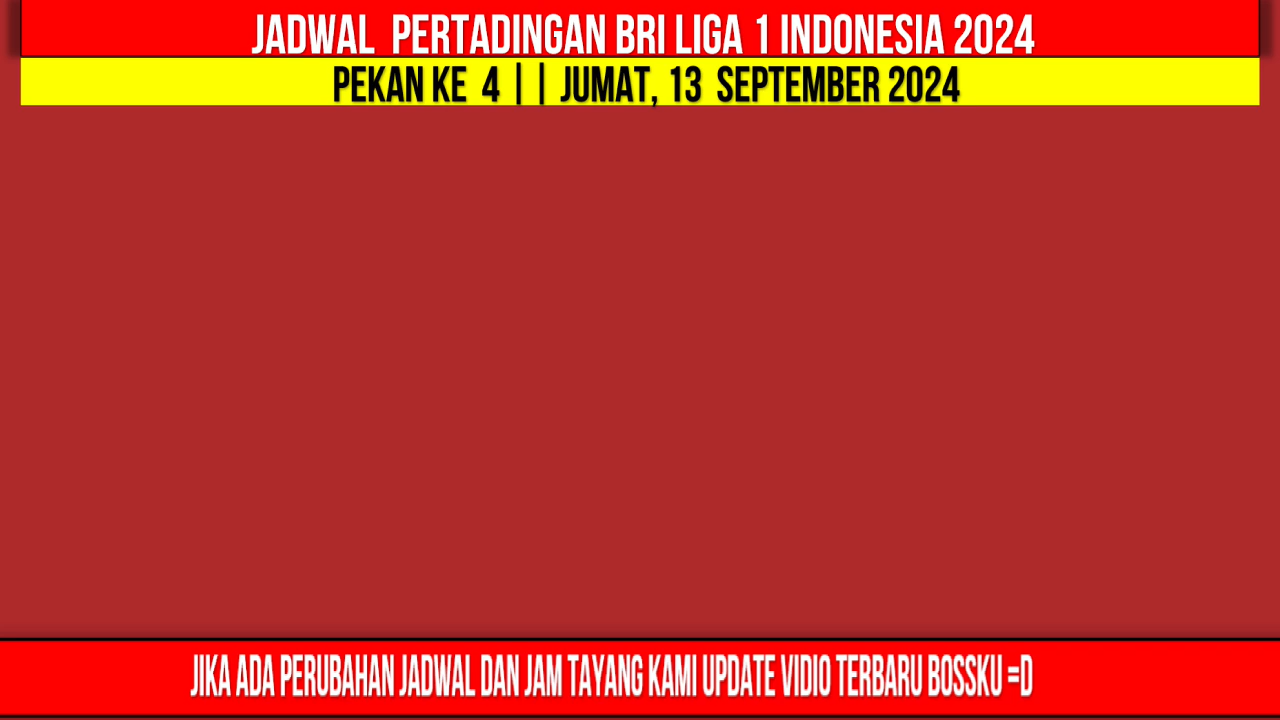 JADWAL PERTADINGAN BRI LIGA 1 INDONESIA 2024
PEKAN KE 4 || JUMAT, 13 SEPTEMBER 2024
JIKA ADA PERUBAHAN JADWAL DAN JAM TAYANG KAMI UPDATE VIDIO TERBARU BOSSKU =D